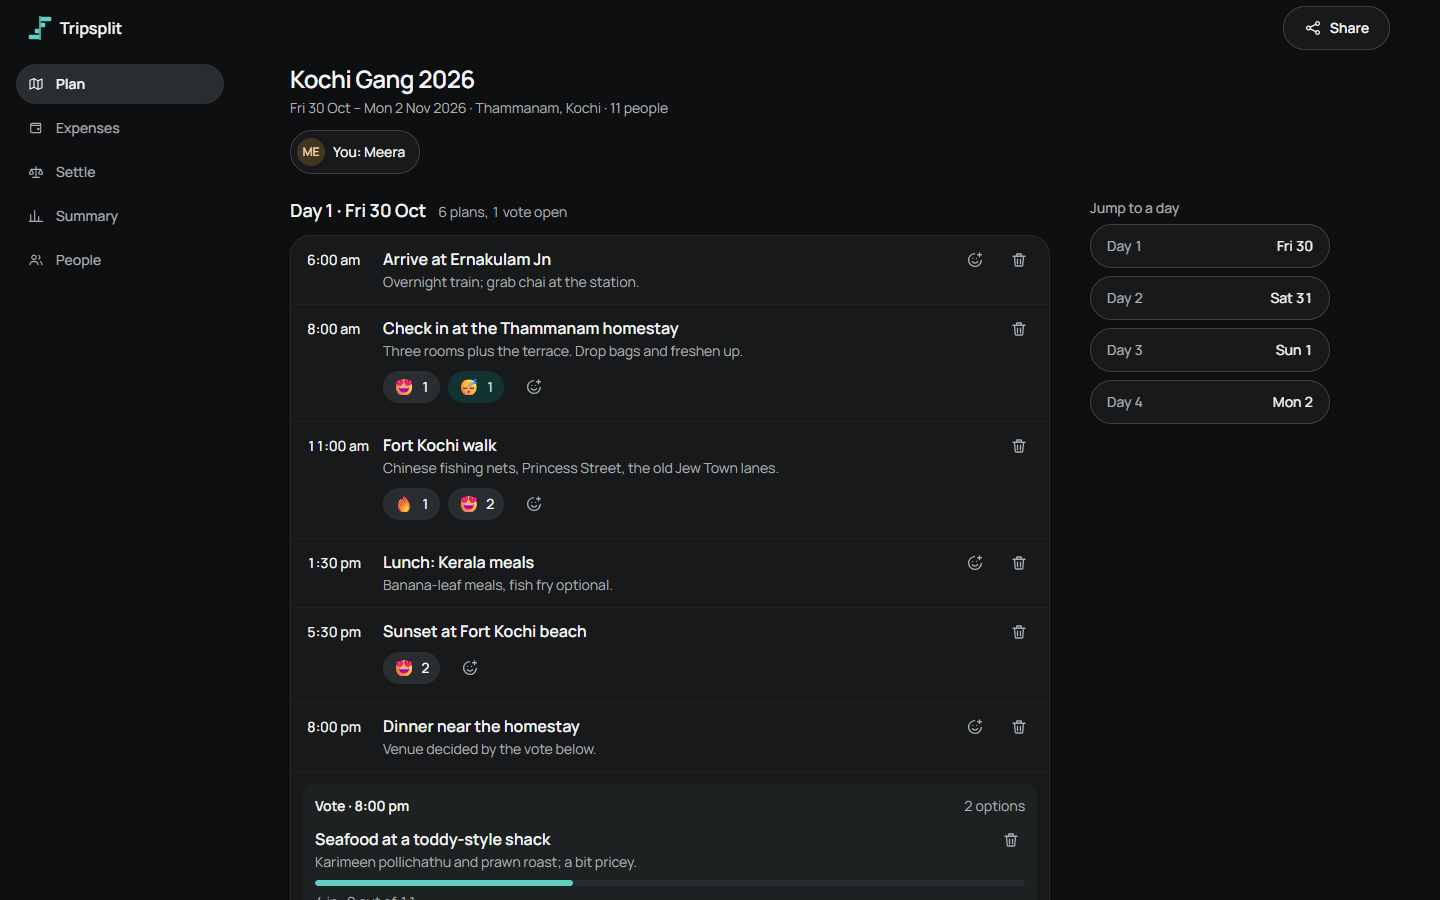 Tripsplit
Share
Plan
Expenses
Settle
Summary
People
Kochi Gang 2026
Fri 30 Oct – Mon 2 Nov 2026 · Thammanam, Kochi · 11 people
ME You: Meera
Day 1 · Fri 30 Oct 6 plans, 1 vote open
6:00 am Arrive at Ernakulam Jn
Overnight train; grab chai at the station.
8:00 am Check in at the Thammanam homestay
Three rooms plus the terrace. Drop bags and freshen up.
1 1
11:00 am Fort Kochi walk
Chinese fishing nets, Princess Street, the old Jew Town lanes.
1 2
1:30 pm Lunch: Kerala meals
Banana-leaf meals, fish fry optional.
5:30 pm Sunset at Fort Kochi beach
2
8:00 pm Dinner near the homestay
Venue decided by the vote below.
Vote · 8:00 pm 2 options
Seafood at a toddy-style shack
Karimeen pollichathu and prawn roast; a bit pricey.
Jump to a day
Day 1 Fri 30
Day 2 Sat 31
Day 3 Sun 1
Day 4 Mon 2